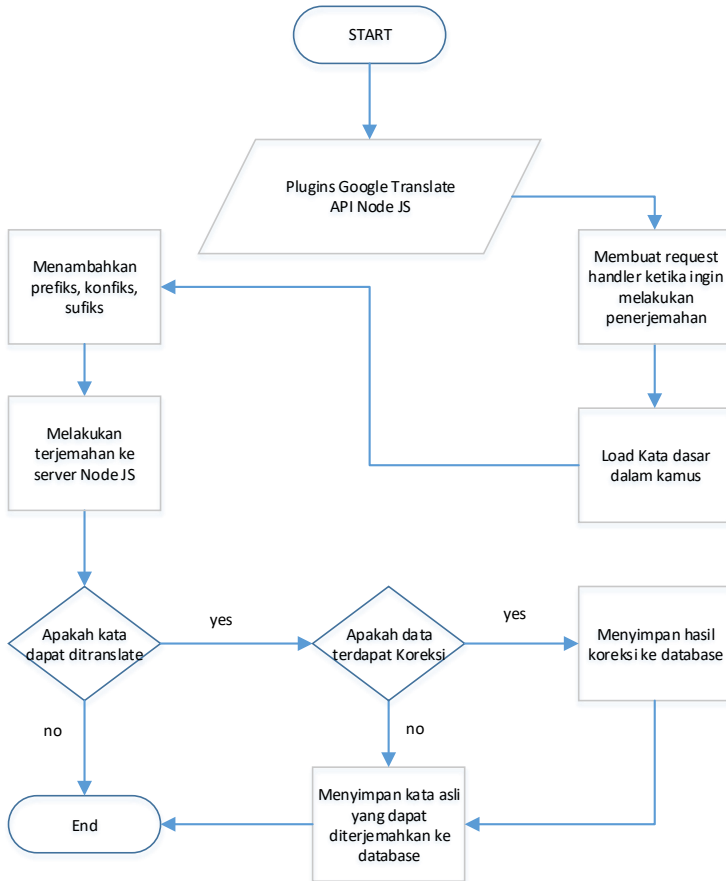 START
Plugins Google Translate
API Node JS
Membuat request
handler ketika ingin
melakukan
penerjemahan
Load Kata dasar
dalam kamus
Menambahkan
prefiks, konfiks,
sufiks
Melakukan
terjemahan ke
server Node JS
Apakah kata
dapat ditranslate
yes
Apakah data
terdapat Koreksi
yes
Menyimpan hasil
koreksi ke database
no
no
Menyimpan kata asli
yang dapat
diterjemahkan ke
database
End